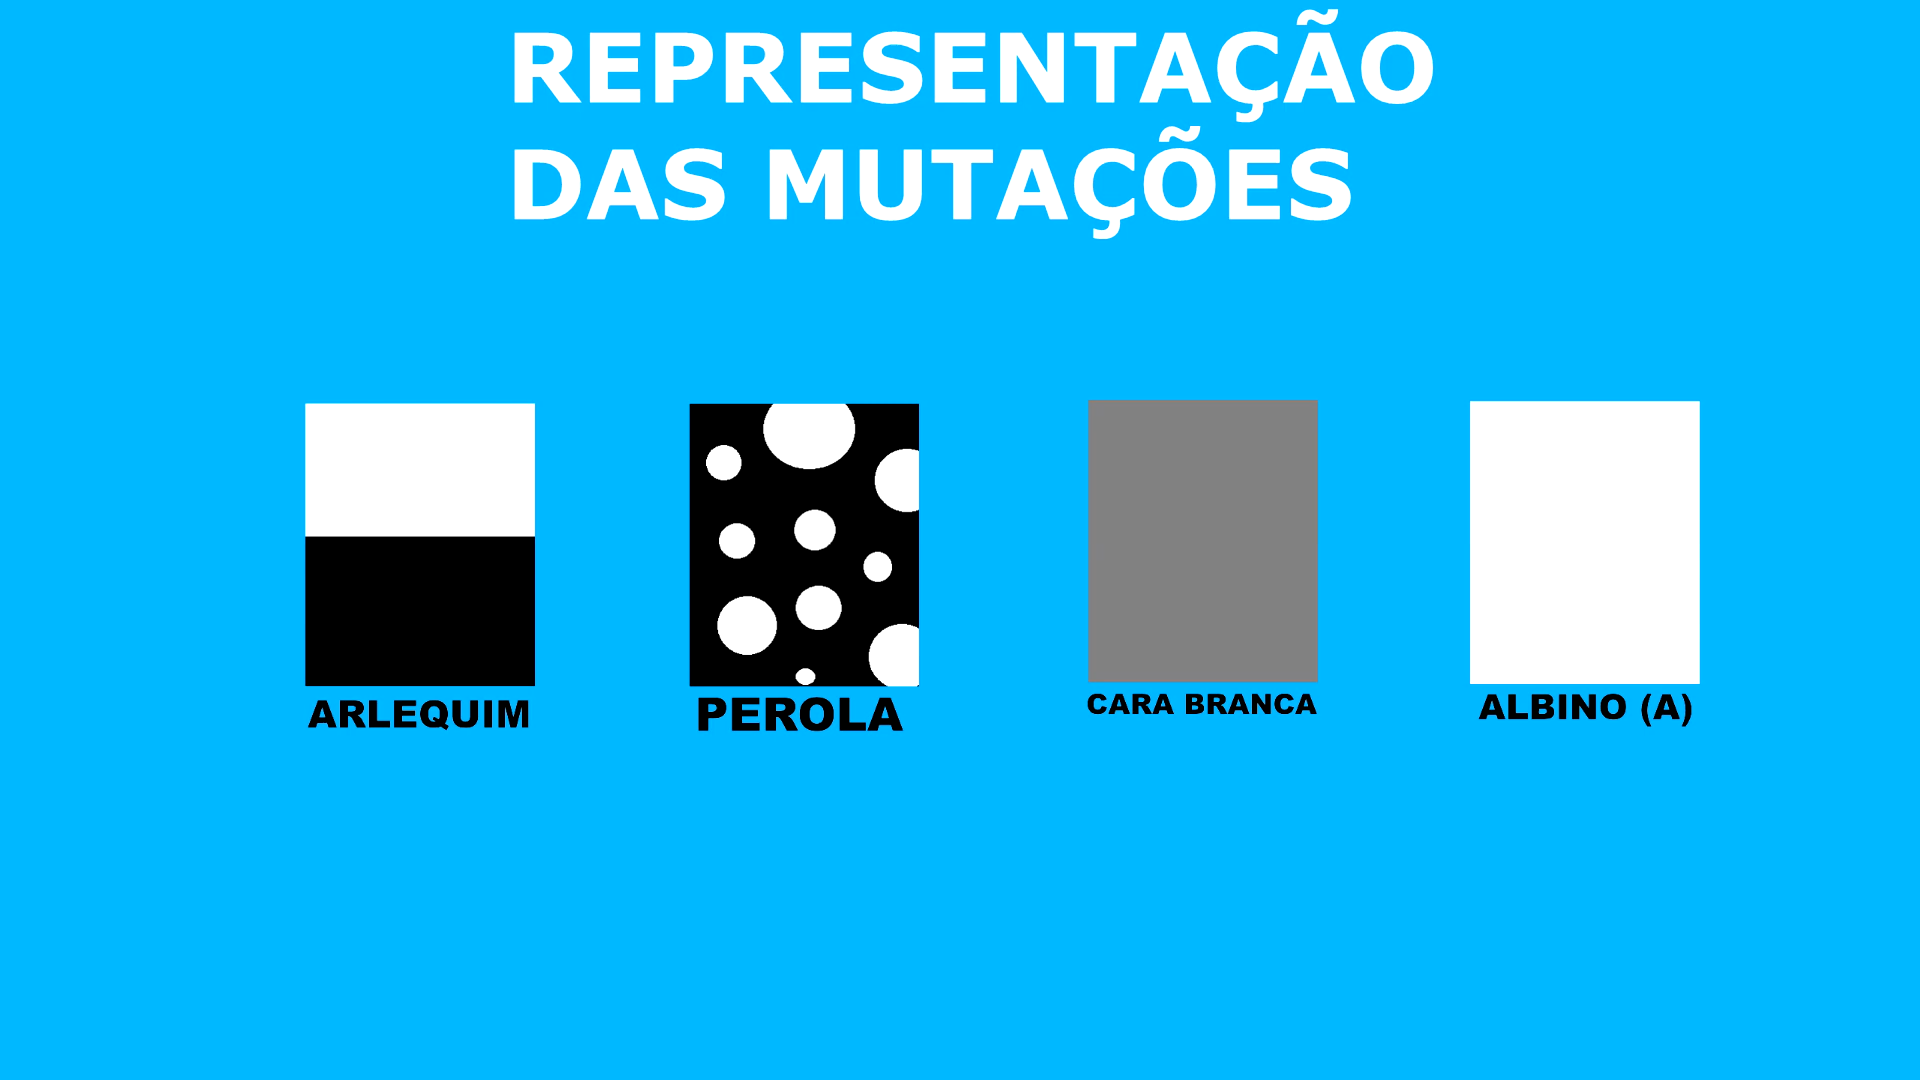 REPRESENTAÇÃO
DAS MUTAÇÕES
ARLEQUIM
PEROLA
CARA BRANCA
ALBINO (A)